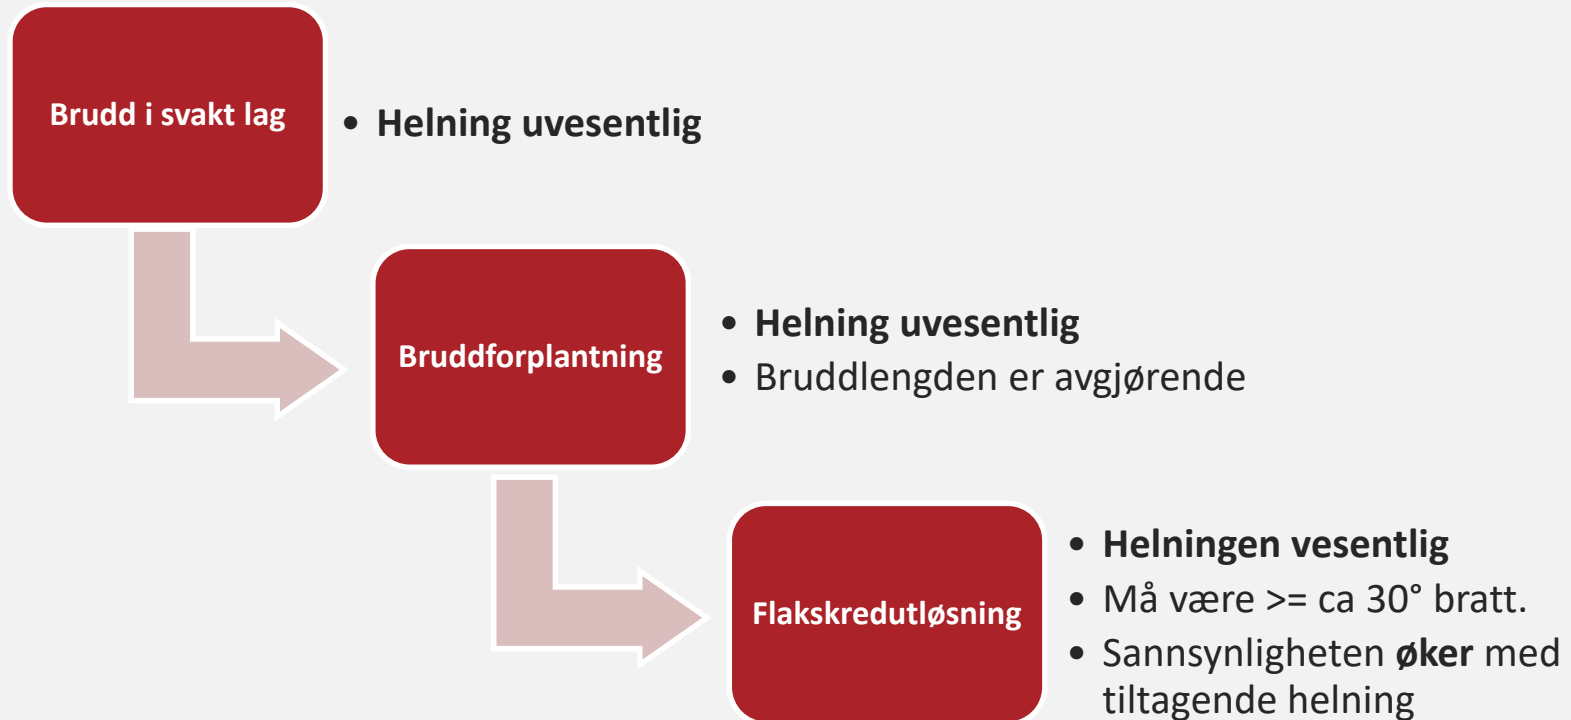 Brudd i svakt lag
• Helning uvesentlig
Bruddforplantning
• Helning uvesentlig
• Bruddlengden er avgjørende
Flakskredutløsning
• Helningen vesentlig
• Må være >= ca 30° bratt.
• Sannsynligheten øker med
tiltagende helning